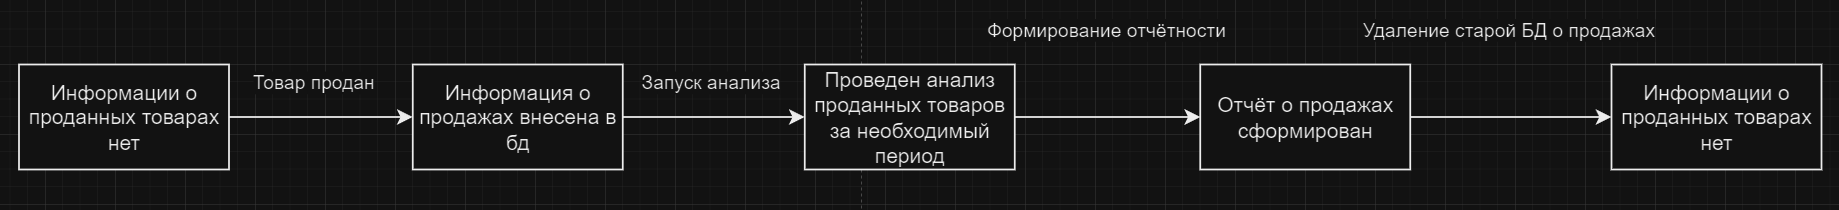 Формирование отчётности
Удаление старой БД о продажах
Информации о
проданных товарах
нет
Товар продан
Информация о
продажах внесена в
бд
Запуск анализа
Проведен анализ
проданных товаров
за необходимый
период
Отчёт о продажах
сформирован
Информации о
проданных товарах
нет